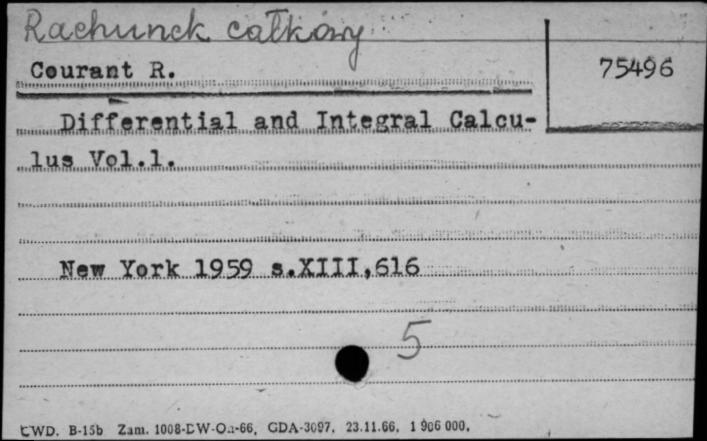 Rachunek całkowy
Courant R.
75496
Differential and Integral Calcu-
lus Vol.1.
New York 1959 s.XIII,616
5
CWD. B-15b Zam. 1008-DW-Oa-66, GDA-3097, 23.11.66, 1 906 000,